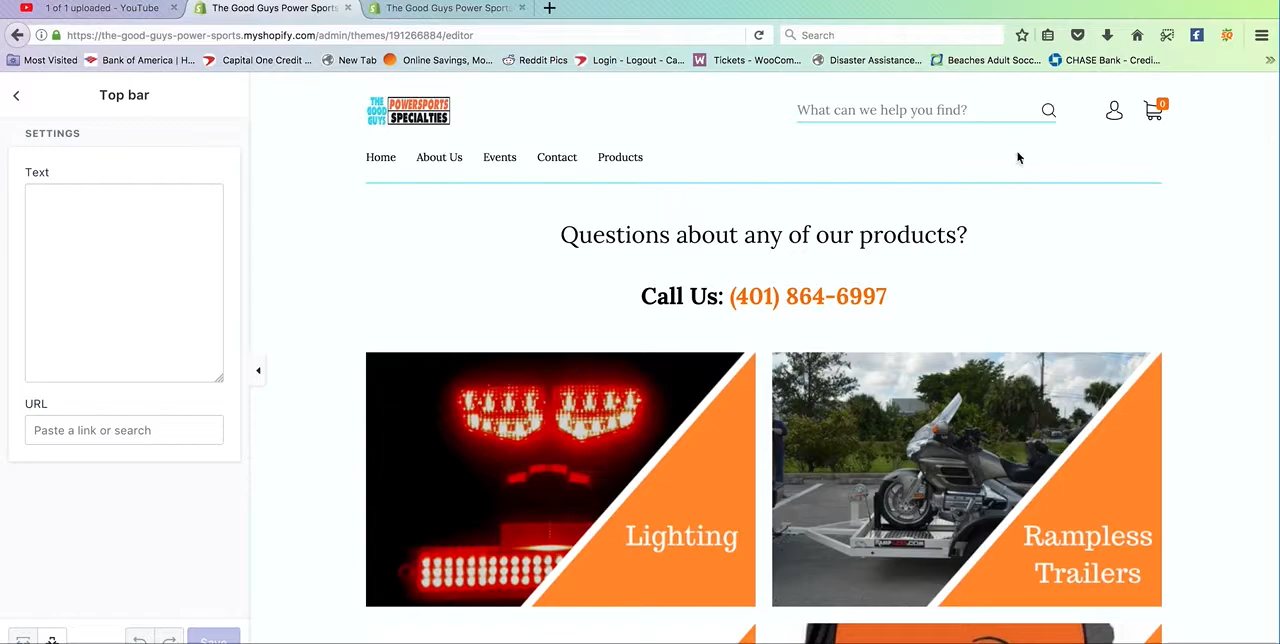 1 of 1 uploaded - YouTube
The Good Guys Power Sports
The Good Guys Power Sports
https://the-good-guys-power-sports.myshopify.com/admin/themes/191266884/editor
Search
Most Visited
Bank of America | H...
Capital One Credit ...
New Tab
Online Savings, Mo...
Reddit Pics
Login - Logout - Ca...
Tickets - WooCom...
Disaster Assistance...
Beaches Adult Socc...
CHASE Bank - Credi...
Top bar
SETTINGS
Text
URL
Paste a link or search
Save
THE GOOD GUYS
POWERSPORTS
SPECIALTIES
What can we help you find?
0
Home
About Us
Events
Contact
Products
Questions about any of our products?
Call Us: (401) 864-6997
Lighting
Rampless
Trailers